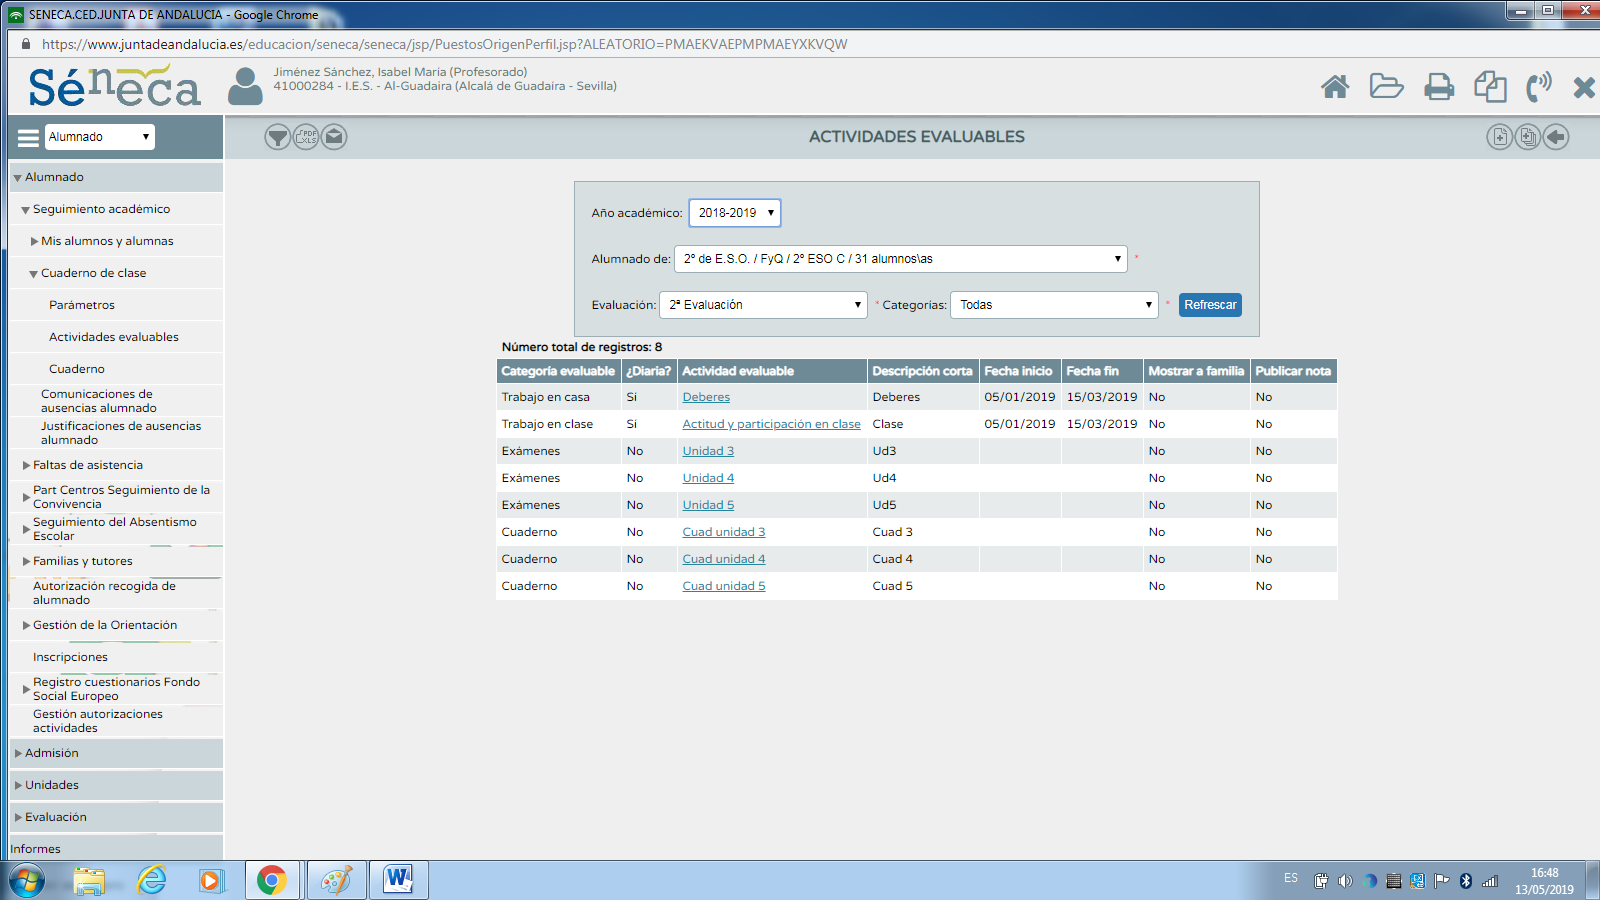 SENECA.CED.JUNTA DE ANDALUCIA - Google Chrome
https://www.juntadeandalucia.es/educacion/seneca/seneca/jsp/PuestosOrigenPerfil.jsp?ALEATORIO=PMAEKVAEPMPMAEYXKVQW
Séneca
Jiménez Sánchez, Isabel María (Profesorado)
41000284 - I.E.S. - Al-Guadaira (Alcalá de Guadaira - Sevilla)
Alumnado
PDF
XLS
ACTIVIDADES EVALUABLES
Alumnado
Seguimiento académico
Mis alumnos y alumnas
Cuaderno de clase
Parámetros
Actividades evaluables
Cuaderno
Comunicaciones de
ausencias alumnado
Justificaciones de ausencias
alumnado
Faltas de asistencia
Part Centros Seguimiento de la
Convivencia
Seguimiento del Absentismo
Escolar
Familias y tutores
Autorización recogida de
alumnado
Gestión de la Orientación
Inscripciones
Registro cuestionarios Fondo
Social Europeo
Gestión autorizaciones
actividades
Admisión
Unidades
Evaluación
Informes
Año académico: 2018-2019
Alumnado de: 2º de E.S.O. / FyQ / 2º ESO C / 31 alumnos\as *
Evaluación: 2ª Evaluación * Categorías: Todas * Refrescar
Número total de registros: 8
Categoría evaluable ¿Diaria? Actividad evaluable Descripción corta Fecha inicio Fecha fin Mostrar a familia Publicar nota
Trabajo en casa Sí Deberes Deberes 05/01/2019 15/03/2019 No No
Trabajo en clase Sí Actitud y participación en clase Clase 05/01/2019 15/03/2019 No No
Exámenes No Unidad 3 Ud3 No No
Exámenes No Unidad 4 Ud4 No No
Exámenes No Unidad 5 Ud5 No No
Cuaderno No Cuad unidad 3 Cuad 3 No No
Cuaderno No Cuad unidad 4 Cuad 4 No No
Cuaderno No Cuad unidad 5 Cuad 5 No No
ES
16:48
13/05/2019